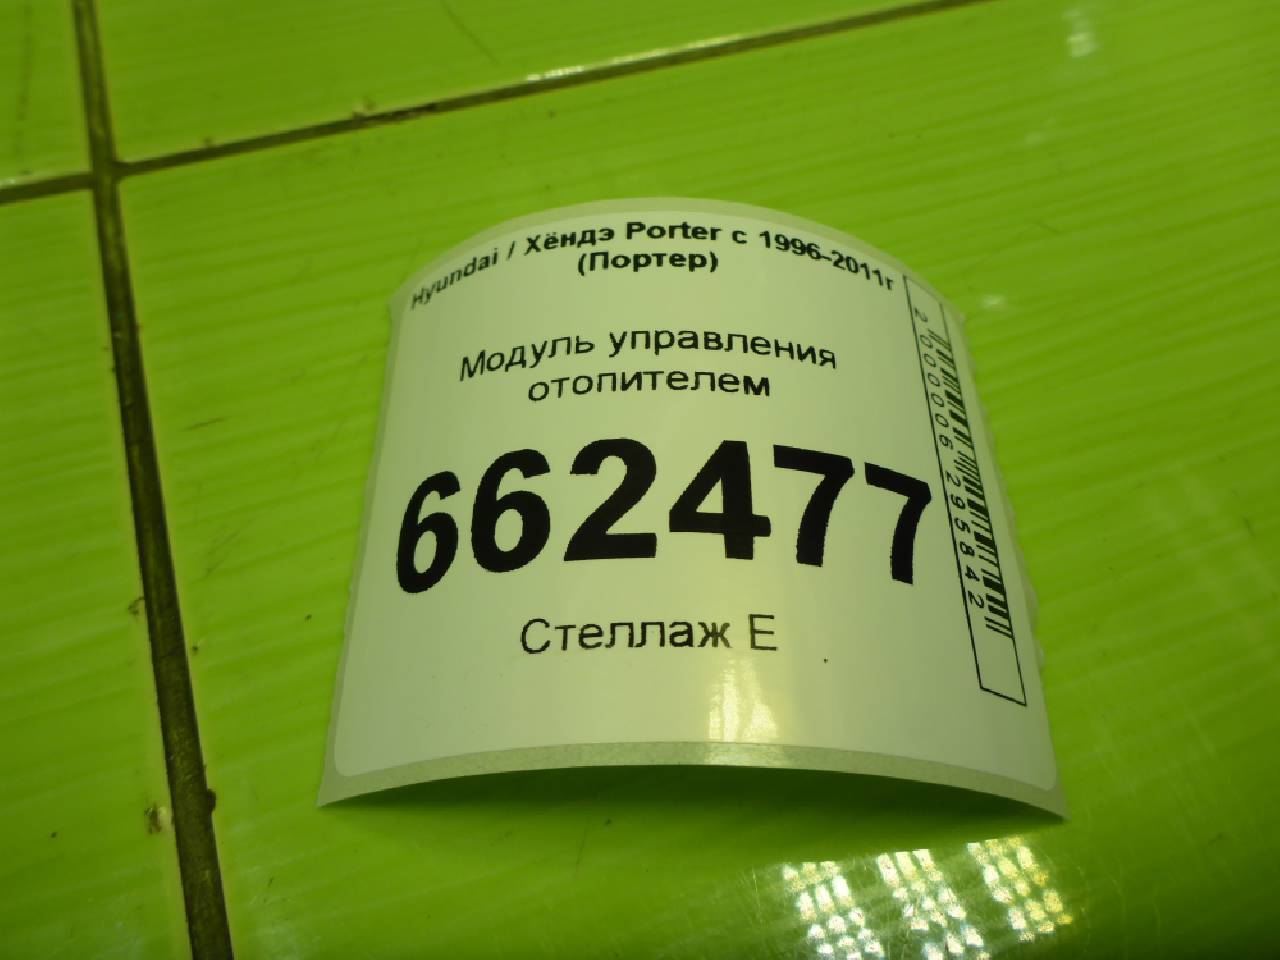 Hyundai / Хёндэ Porter с 1996-2011г
(Портер)
Модуль управления
отопителем
662477
Стеллаж Е
2000006295842